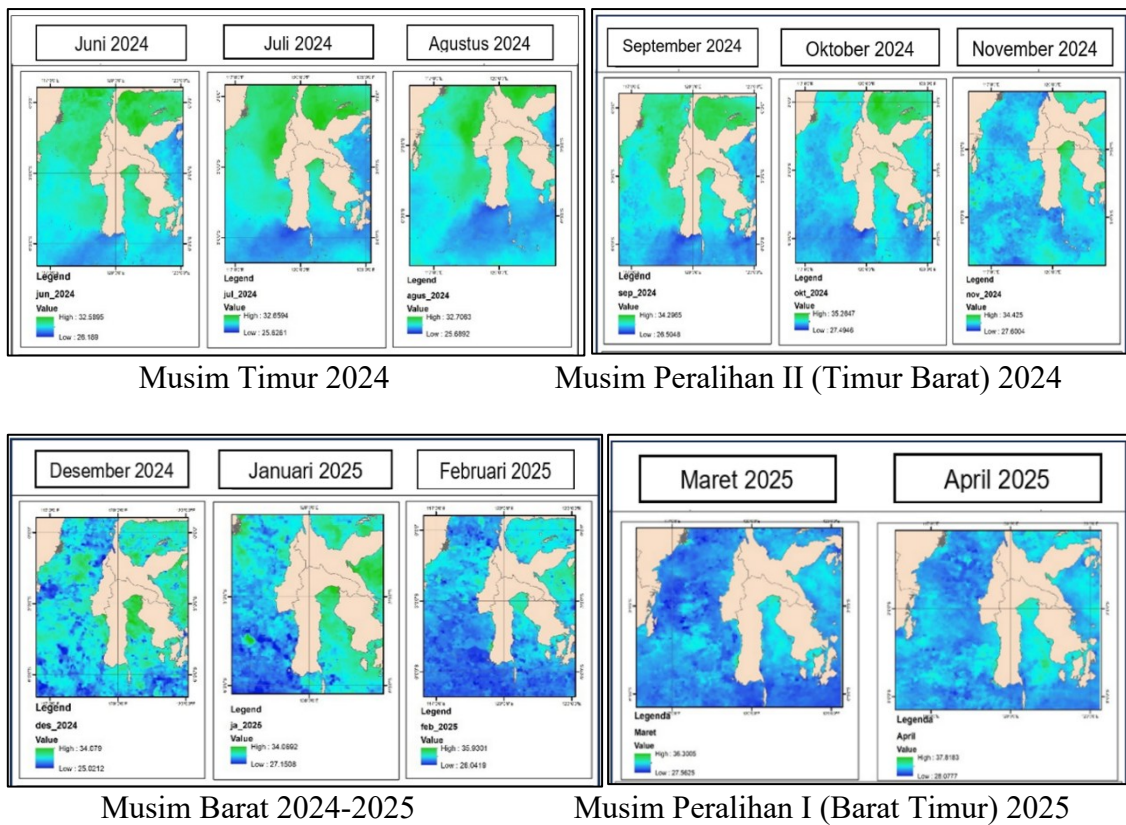 Juni 2024
Juli 2024
Agustus 2024
Legend
jun_2024
Value
High : 32.5895
Low : 26.189
Legend
jul_2024
Value
High : 32.6594
Low : 25.8281
Legend
agus_2024
Value
High : 32.7083
Low : 25.6892
September 2024
Oktober 2024
November 2024
Legend
sep_2024
Value
High : 34.2965
Low : 26.5048
Legend
okt_2024
Value
High : 35.2847
Low : 27.4946
Legend
nov_2024
Value
High : 34.425
Low : 27.6004
Musim Timur 2024
Musim Peralihan II (Timur Barat) 2024
Desember 2024
Januari 2025
Februari 2025
Legend
des_2024
Value
High : 34.079
Low : 25.0212
Legend
ja_2025
Value
High : 34.0892
Low : 27.1508
Legend
feb_2025
Value
High : 35.9301
Low : 26.0419
Maret 2025
April 2025
Legenda
Maret
Value
High : 36.3005
Low : 27.5625
Legenda
April
Value
High : 37.8183
Low : 28.0777
Musim Barat 2024-2025
Musim Peralihan I (Barat Timur) 2025